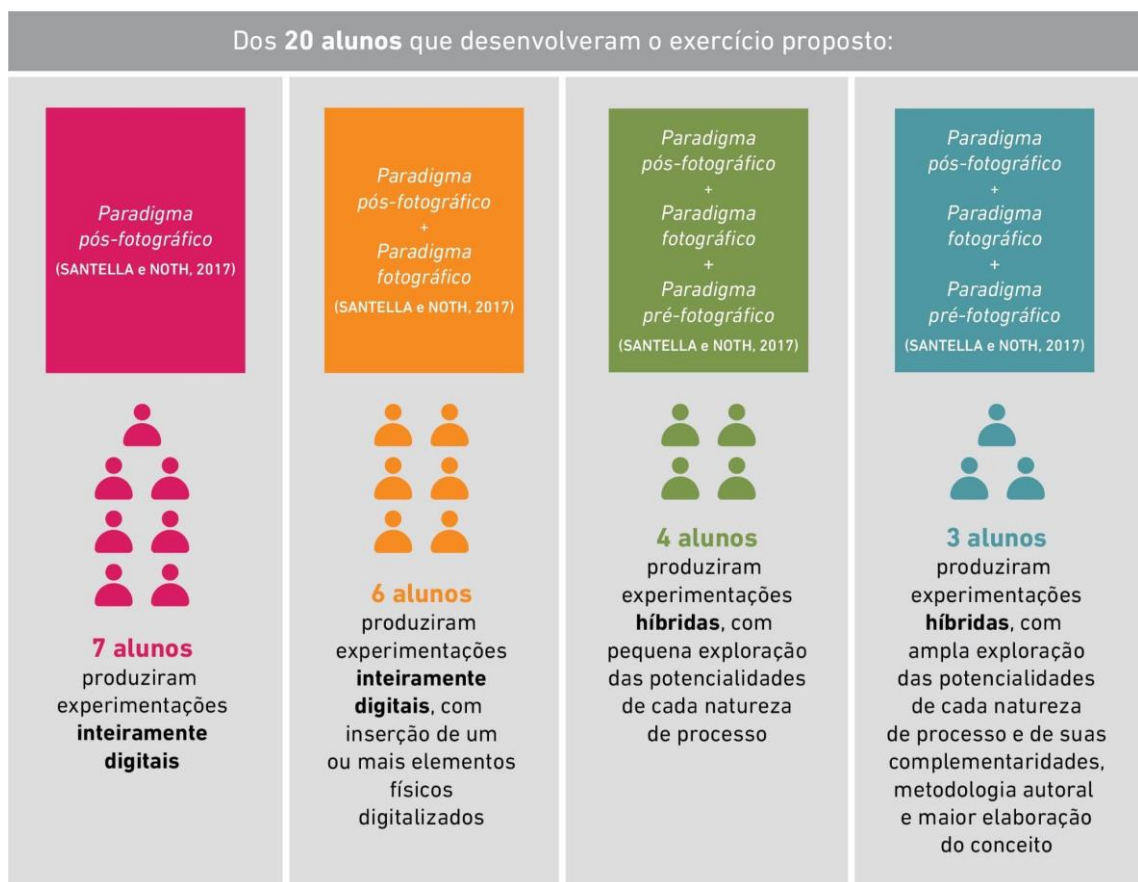 Dos 20 alunos que desenvolveram o exercício proposto:
Paradigma
pós-fotográfico
(SANTELLA e NOTH, 2017)
7 alunos
produziram
experimentações
inteiramente
digitais
Paradigma
pós-fotográfico
+
Paradigma
fotográfico
(SANTELLA e NOTH, 2017)
6 alunos
produziram
experimentações
inteiramente
digitais, com
inserção de um
ou mais elementos
físicos
digitalizados
Paradigma
pós-fotográfico
+
Paradigma
fotográfico
+
Paradigma
pré-fotográfico
(SANTELLA e NOTH, 2017)
4 alunos
produziram
experimentações
híbridas, com
pequena exploração
das potencialidades
de cada natureza
de processo
Paradigma
pós-fotográfico
+
Paradigma
fotográfico
+
Paradigma
pré-fotográfico
(SANTELLA e NOTH, 2017)
3 alunos
produziram
experimentações
híbridas, com
ampla exploração
das potencialidades
de cada natureza
de processo e de suas
complementaridades,
metodologia autoral
e maior elaboração
do conceito